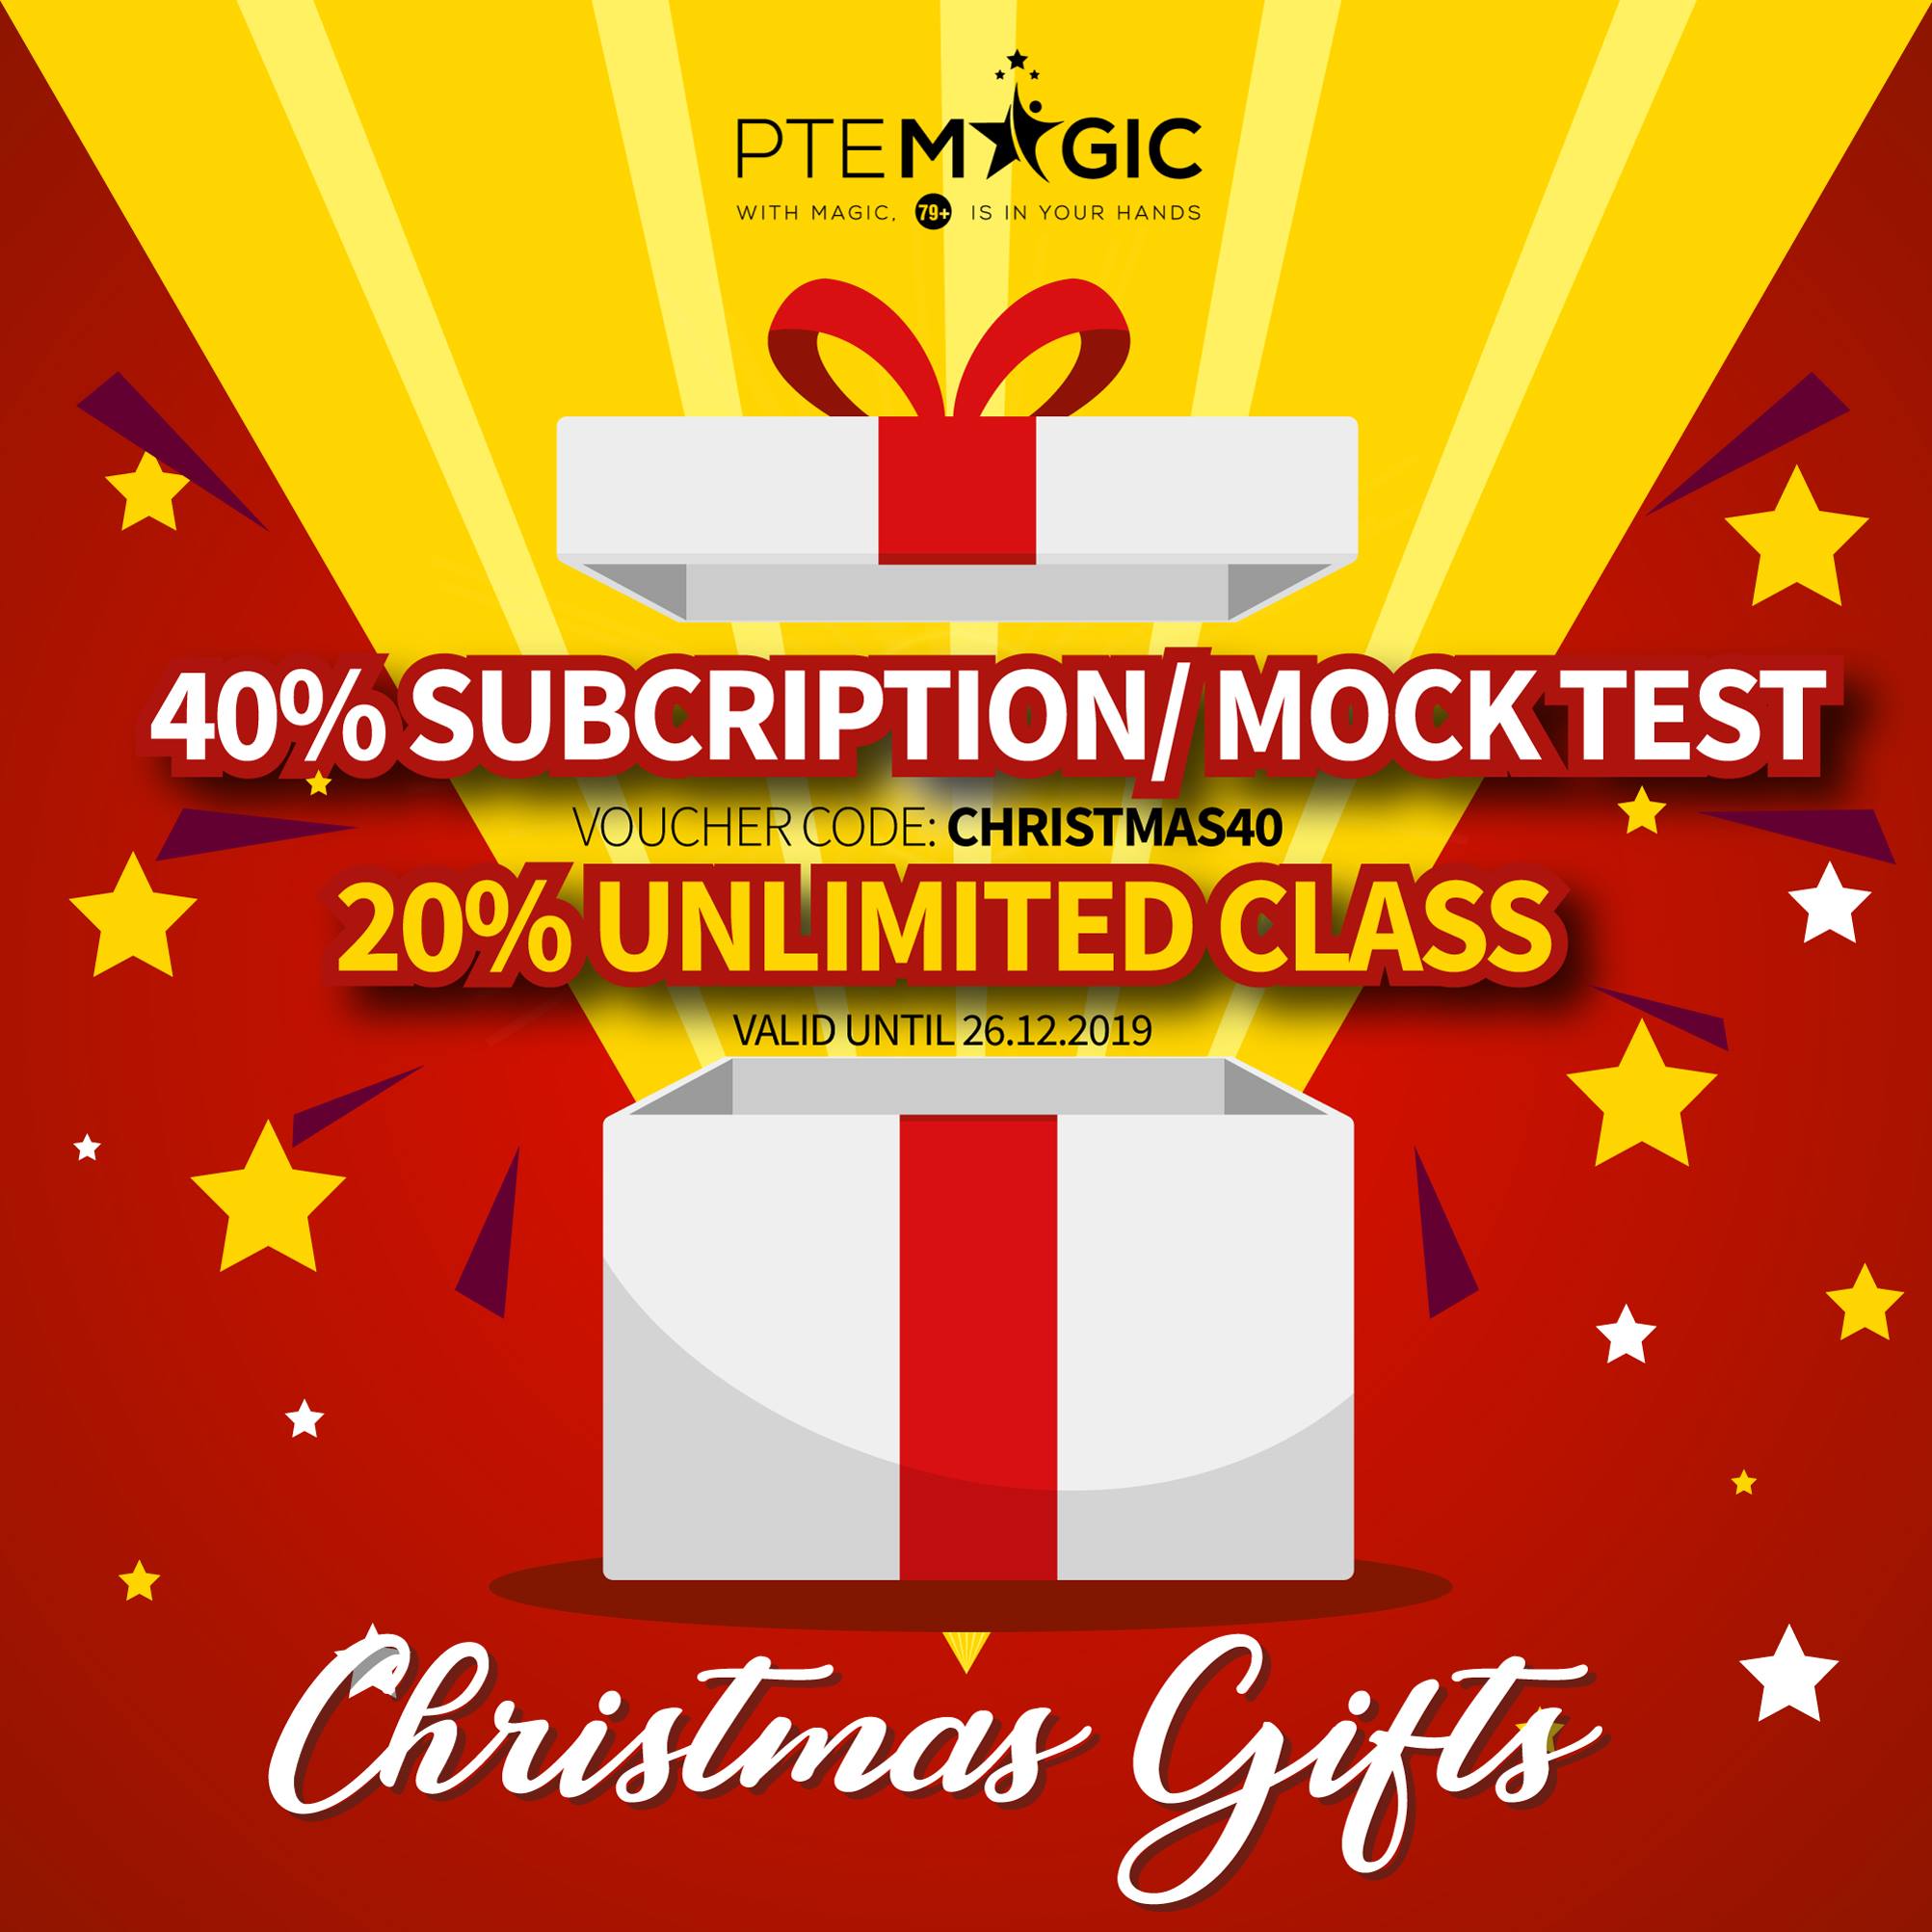 PTEMAGIC
WITH MAGIC, 79+ IS IN YOUR HANDS
40% SUBCRIPTION/ MOCK TEST
VOUCHER CODE: CHRISTMAS40
20% UNLIMITED CLASS
VALID UNTIL 26.12.2019
Christmas Gifts